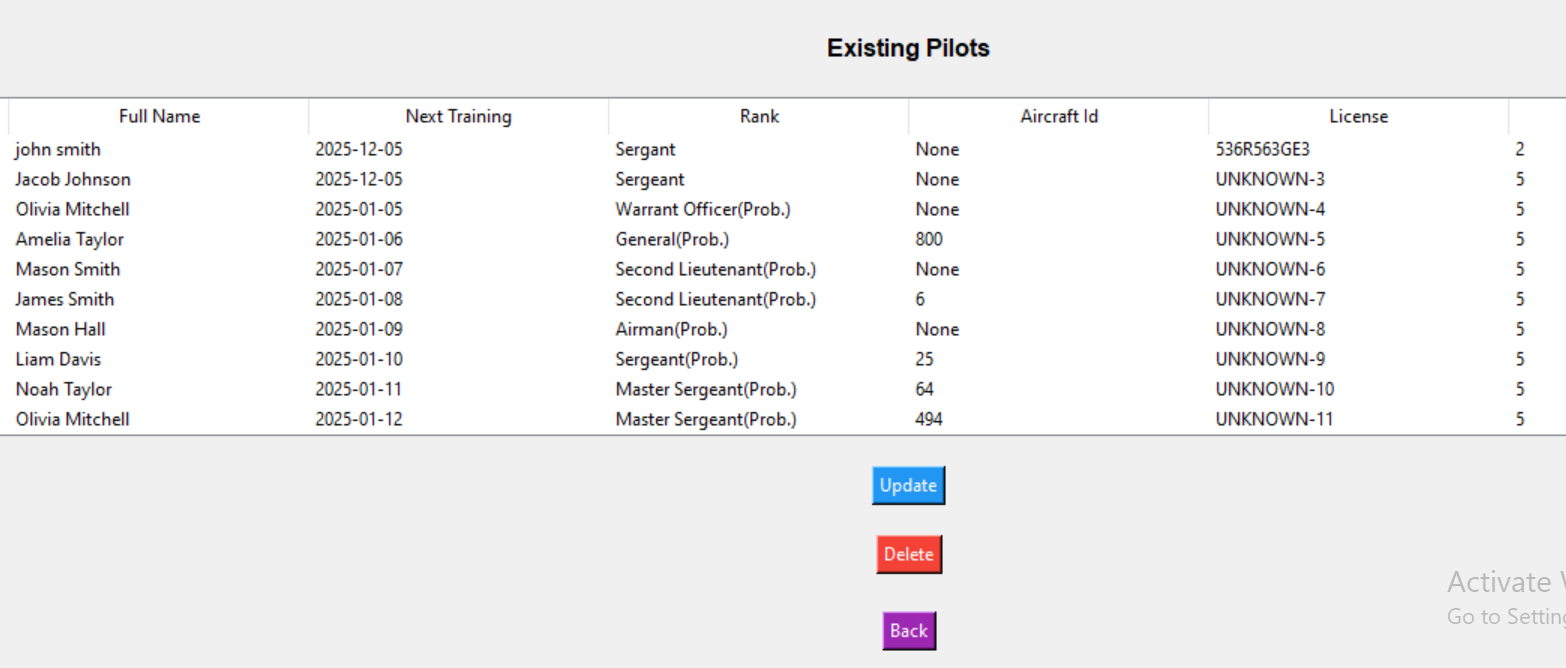 Existing Pilots
Full Name Next Training Rank Aircraft Id License
john smith 2025-12-05 Sergant None 536R563GE3 2
Jacob Johnson 2025-12-05 Sergeant None UNKNOWN-3 5
Olivia Mitchell 2025-01-05 Warrant Officer(Prob.) None UNKNOWN-4 5
Amelia Taylor 2025-01-06 General(Prob.) 800 UNKNOWN-5 5
Mason Smith 2025-01-07 Second Lieutenant(Prob.) None UNKNOWN-6 5
James Smith 2025-01-08 Second Lieutenant(Prob.) 6 UNKNOWN-7 5
Mason Hall 2025-01-09 Airman(Prob.) None UNKNOWN-8 5
Liam Davis 2025-01-10 Sergeant(Prob.) 25 UNKNOWN-9 5
Noah Taylor 2025-01-11 Master Sergeant(Prob.) 64 UNKNOWN-10 5
Olivia Mitchell 2025-01-12 Master Sergeant(Prob.) 494 UNKNOWN-11 5
Update
Delete
Activate
Go to Setting
Back